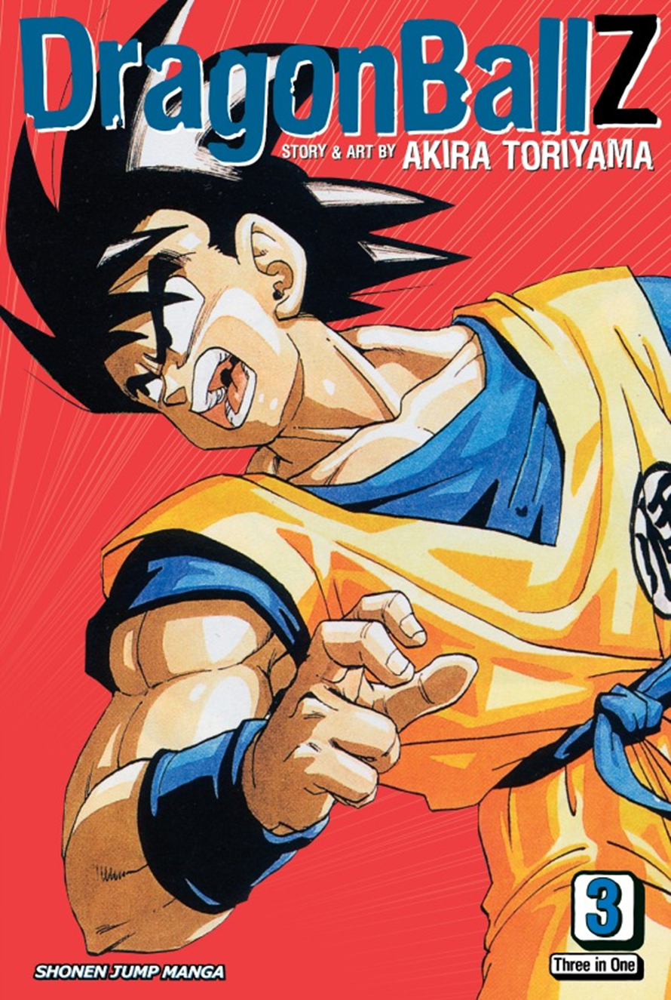 DragonBallZ
STORY & ART BY AKIRA TORIYAMA
3
Three in One
SHONEN JUMP MANGA